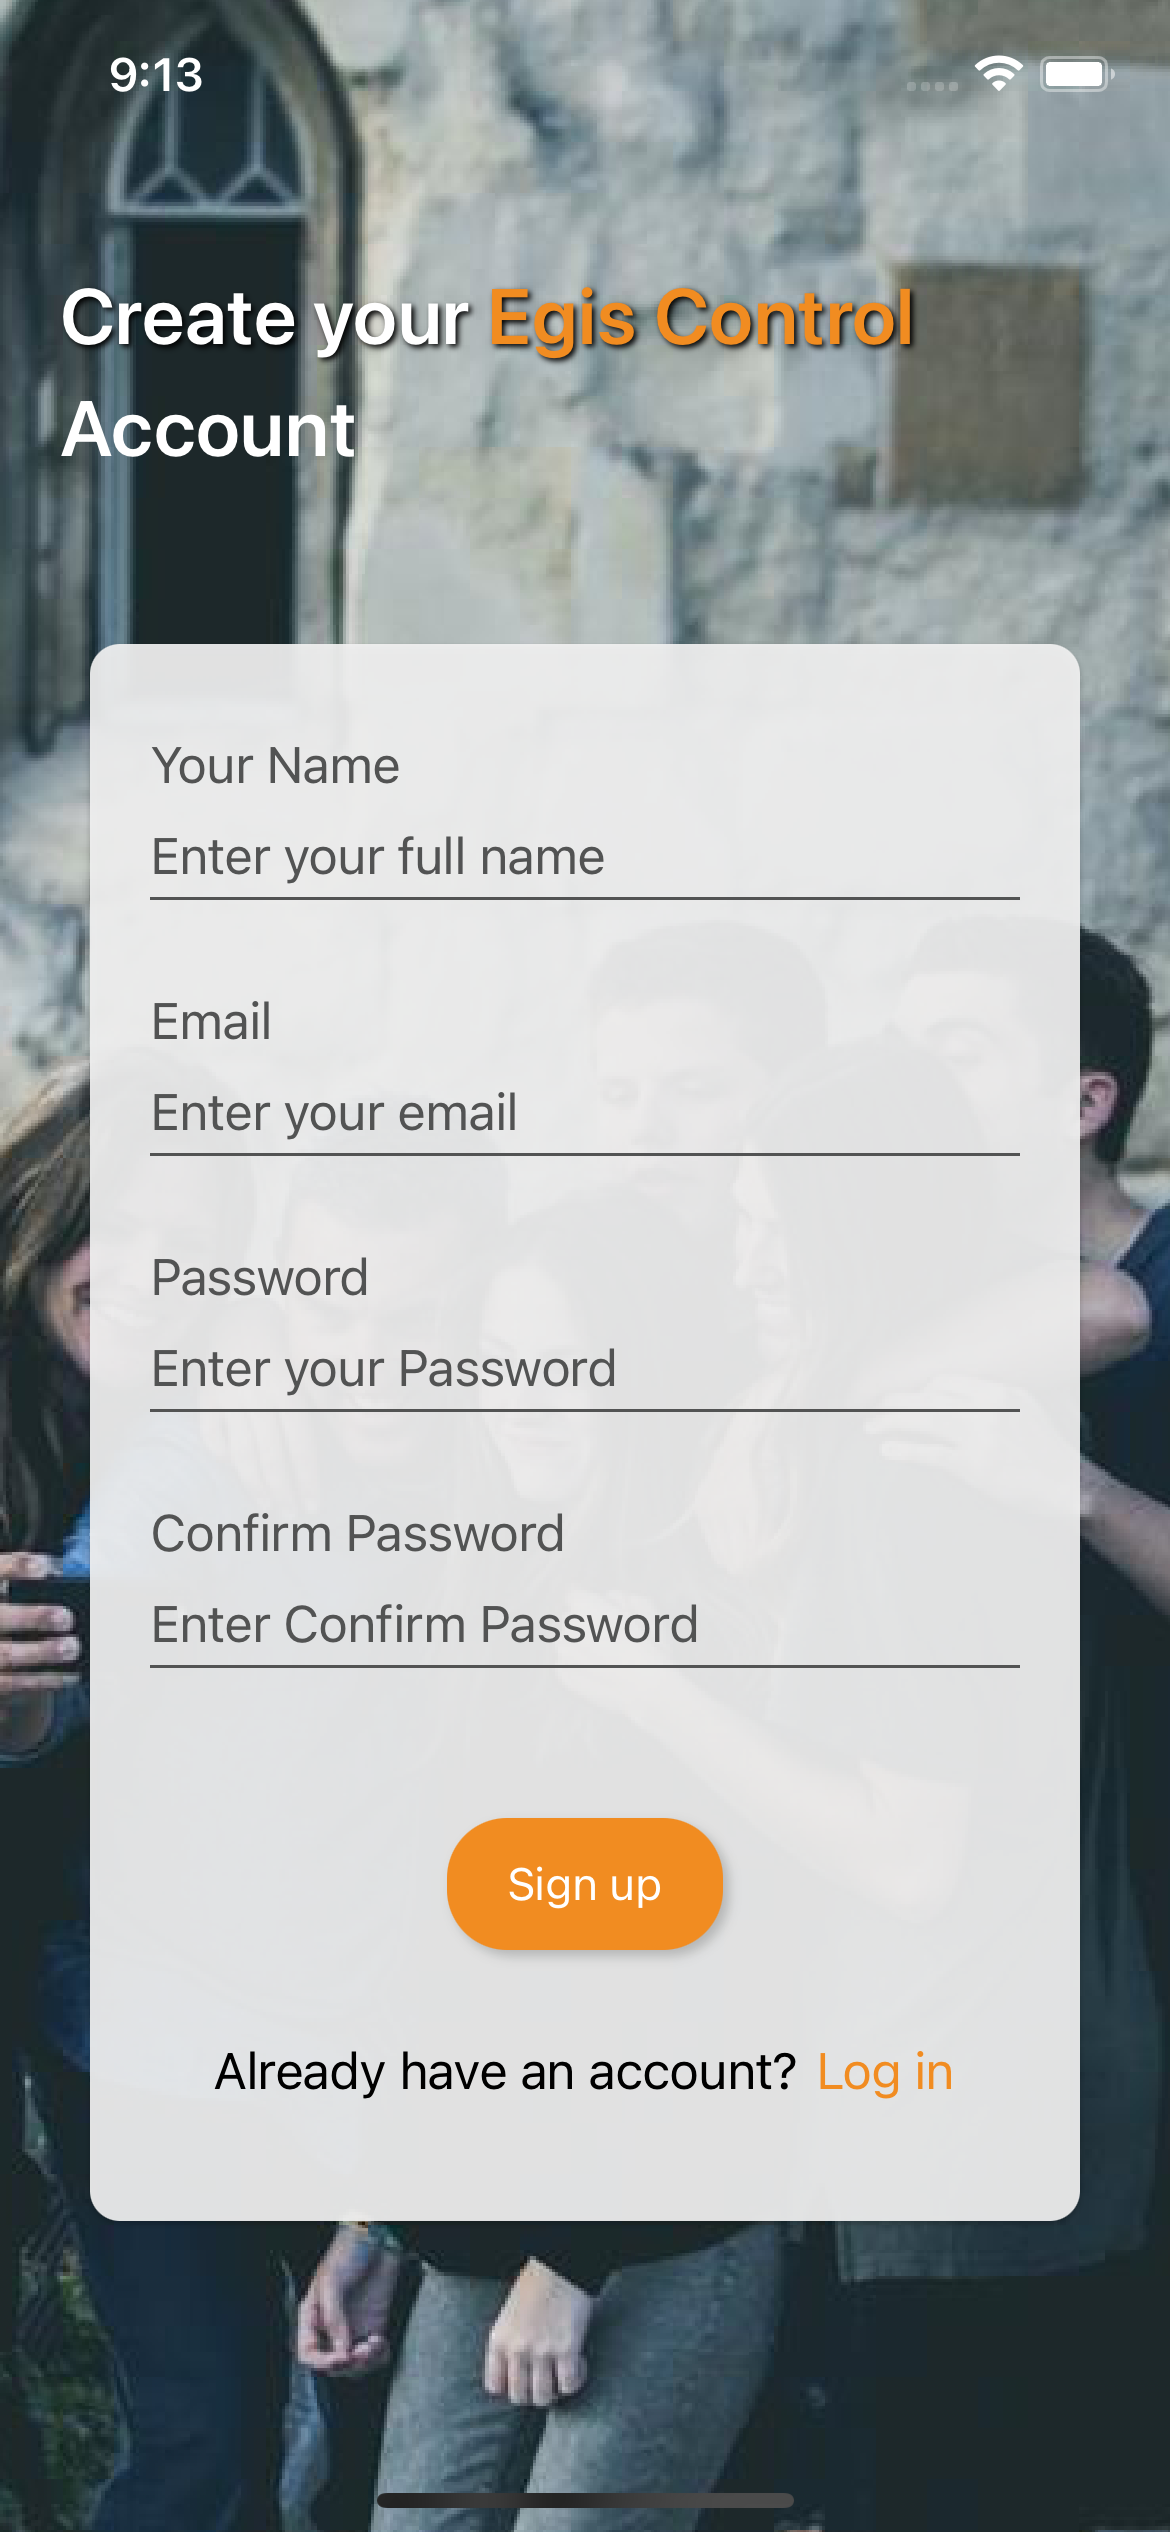 9:13
Create your Egis Control
Account
Your Name
Enter your full name
Email
Enter your email
Password
Enter your Password
Confirm Password
Enter Confirm Password
Sign up
Already have an account? Log in